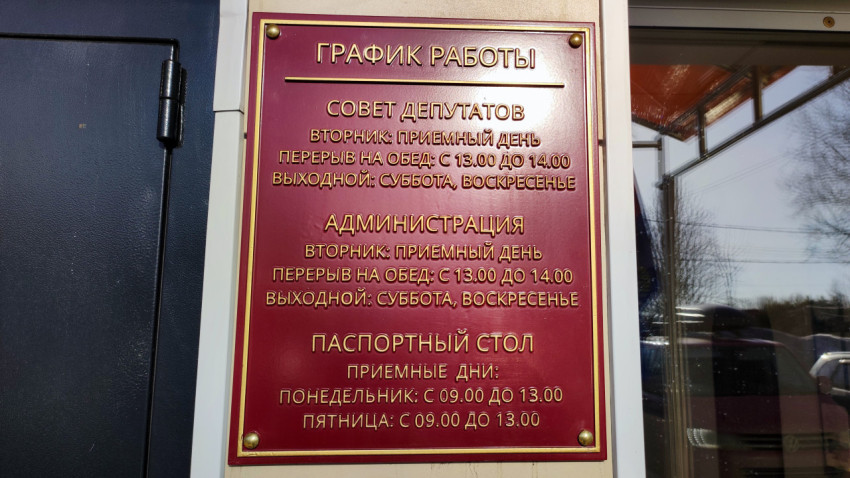 ГРАФИК РАБОТЫ
СОВЕТ ДЕПУТАТОВ
ВТОРНИК: ПРИЕМНЫЙ ДЕНЬ
ПЕРЕРЫВ НА ОБЕД: С 13.00 ДО 14.00
ВЫХОДНОЙ: СУББОТА, ВОСКРЕСЕНЬЕ
АДМИНИСТРАЦИЯ
ВТОРНИК: ПРИЕМНЫЙ ДЕНЬ
ПЕРЕРЫВ НА ОБЕД: С 13.00 ДО 14.00
ВЫХОДНОЙ: СУББОТА, ВОСКРЕСЕНЬЕ
ПАСПОРТНЫЙ СТОЛ
ПРИЕМНЫЕ ДНИ:
ПОНЕДЕЛЬНИК: С 09.00 ДО 13.00
ПЯТНИЦА: С 09.00 ДО 13.00